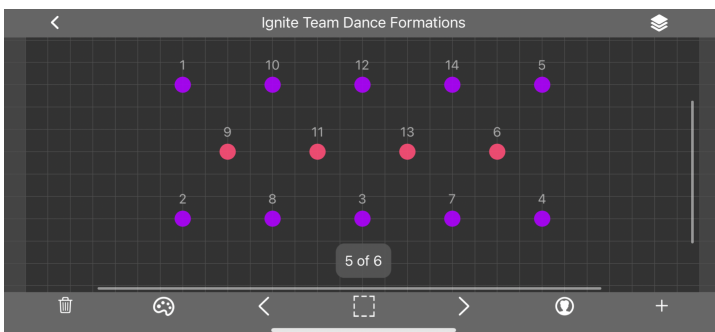 Ignite Team Dance Formations
1 10 12 14 5
9 11 13 6
2 8 3 7 4
5 of 6